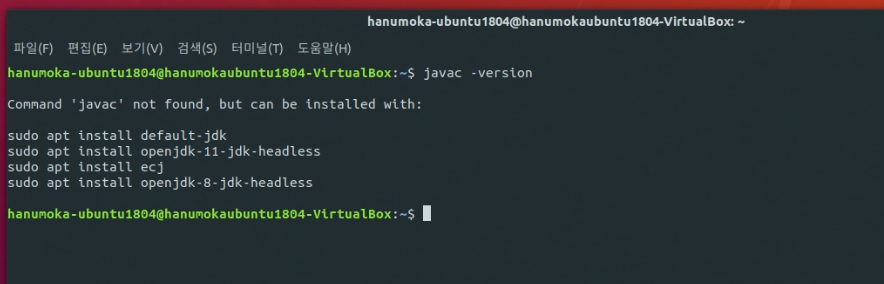 hanumoka-ubuntu1804@hanumokaubuntu1804-VirtualBox: ~
파일(F) 편집(E) 보기(V) 검색(S) 터미널(T) 도움말(H)
hanumoka-ubuntu1804@hanumokaubuntu1804-VirtualBox:~$ javac -version
Command 'javac' not found, but can be installed with:
sudo apt install default-jdk
sudo apt install openjdk-11-jdk-headless
sudo apt install ecj
sudo apt install openjdk-8-jdk-headless
hanumoka-ubuntu1804@hanumokaubuntu1804-VirtualBox:~$